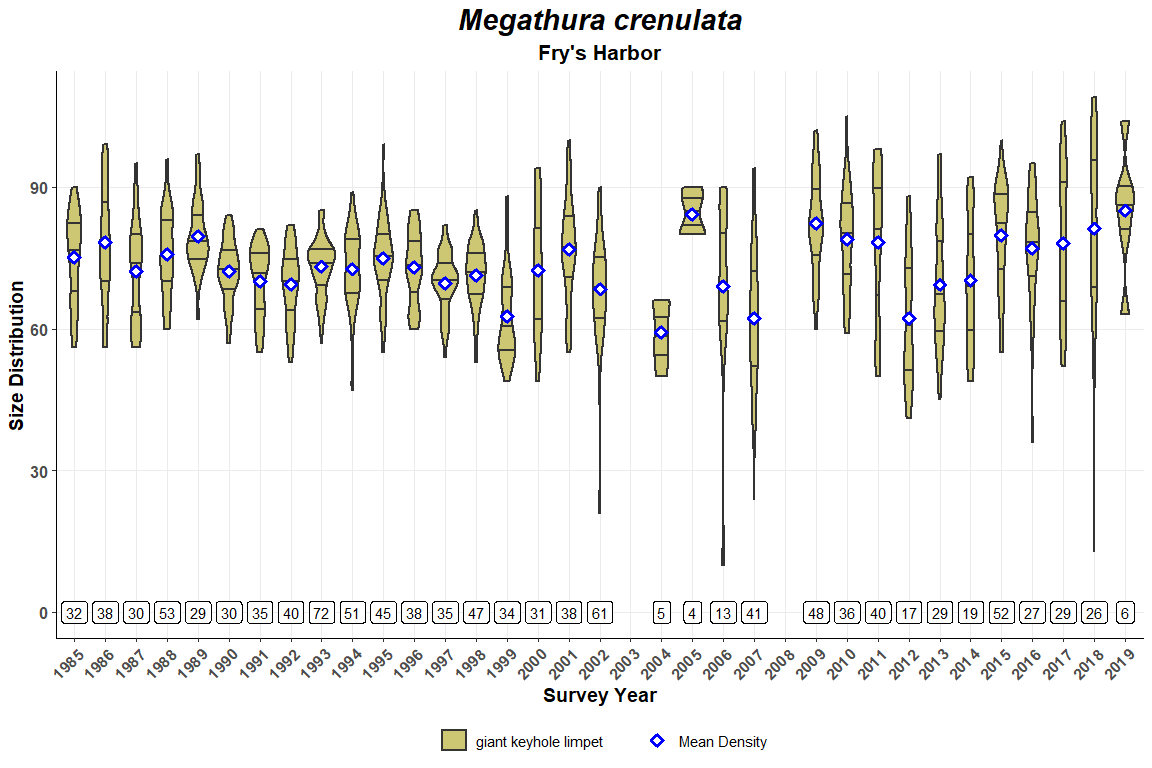 Megathura crenulata
Fry's Harbor
Size Distribution
90
60
30
0
32 38 30 53 29 30 35 40 72 51 45 38 35 47 34 31 38 61 5 4 13 41 48 36 40 17 29 19 52 27 29 26 6
1985 1986 1987 1988 1989 1990 1991 1992 1993 1994 1995 1996 1997 1998 1999 2000 2001 2002 2003 2004 2005 2006 2007 2008 2009 2010 2011 2012 2013 2014 2015 2016 2017 2018 2019
Survey Year
giant keyhole limpet Mean Density